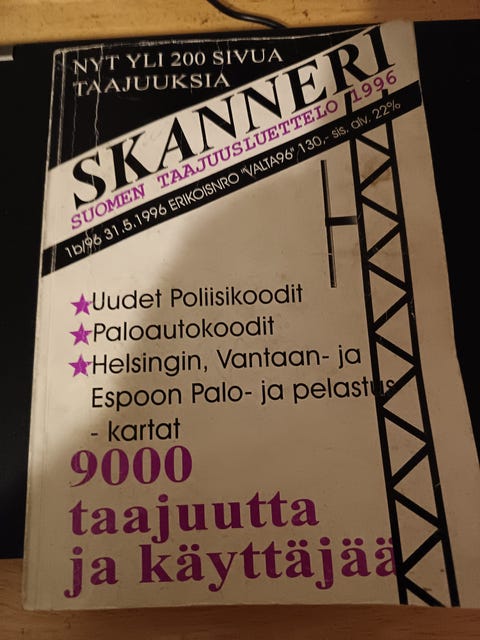 NYT YLI 200 SIVUA
TAAJUUKSIA
SKANNERI
SUOMEN TAAJUUSLUETTELO 1996
1b/96 31.5.1996 ERIKOISNRO "VALTA96" 130,- sis. alv. 22%
Uudet Poliisikoodit
Paloautokoodit
Helsingin, Vantaan- ja
Espoon Palo- ja pelastus
- kartat
9000
taajuutta
ja käyttäjää